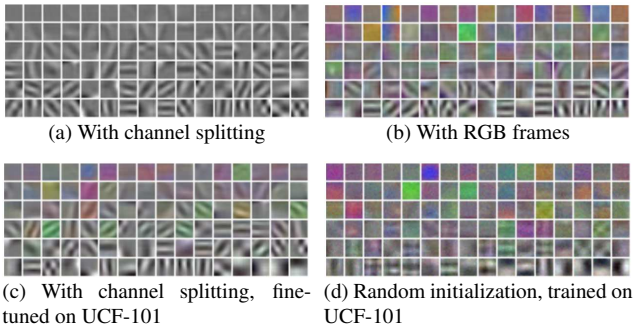 (a) With channel splitting
(b) With RGB frames
(c) With channel splitting, fine-
tuned on UCF-101
(d) Random initialization, trained on
UCF-101